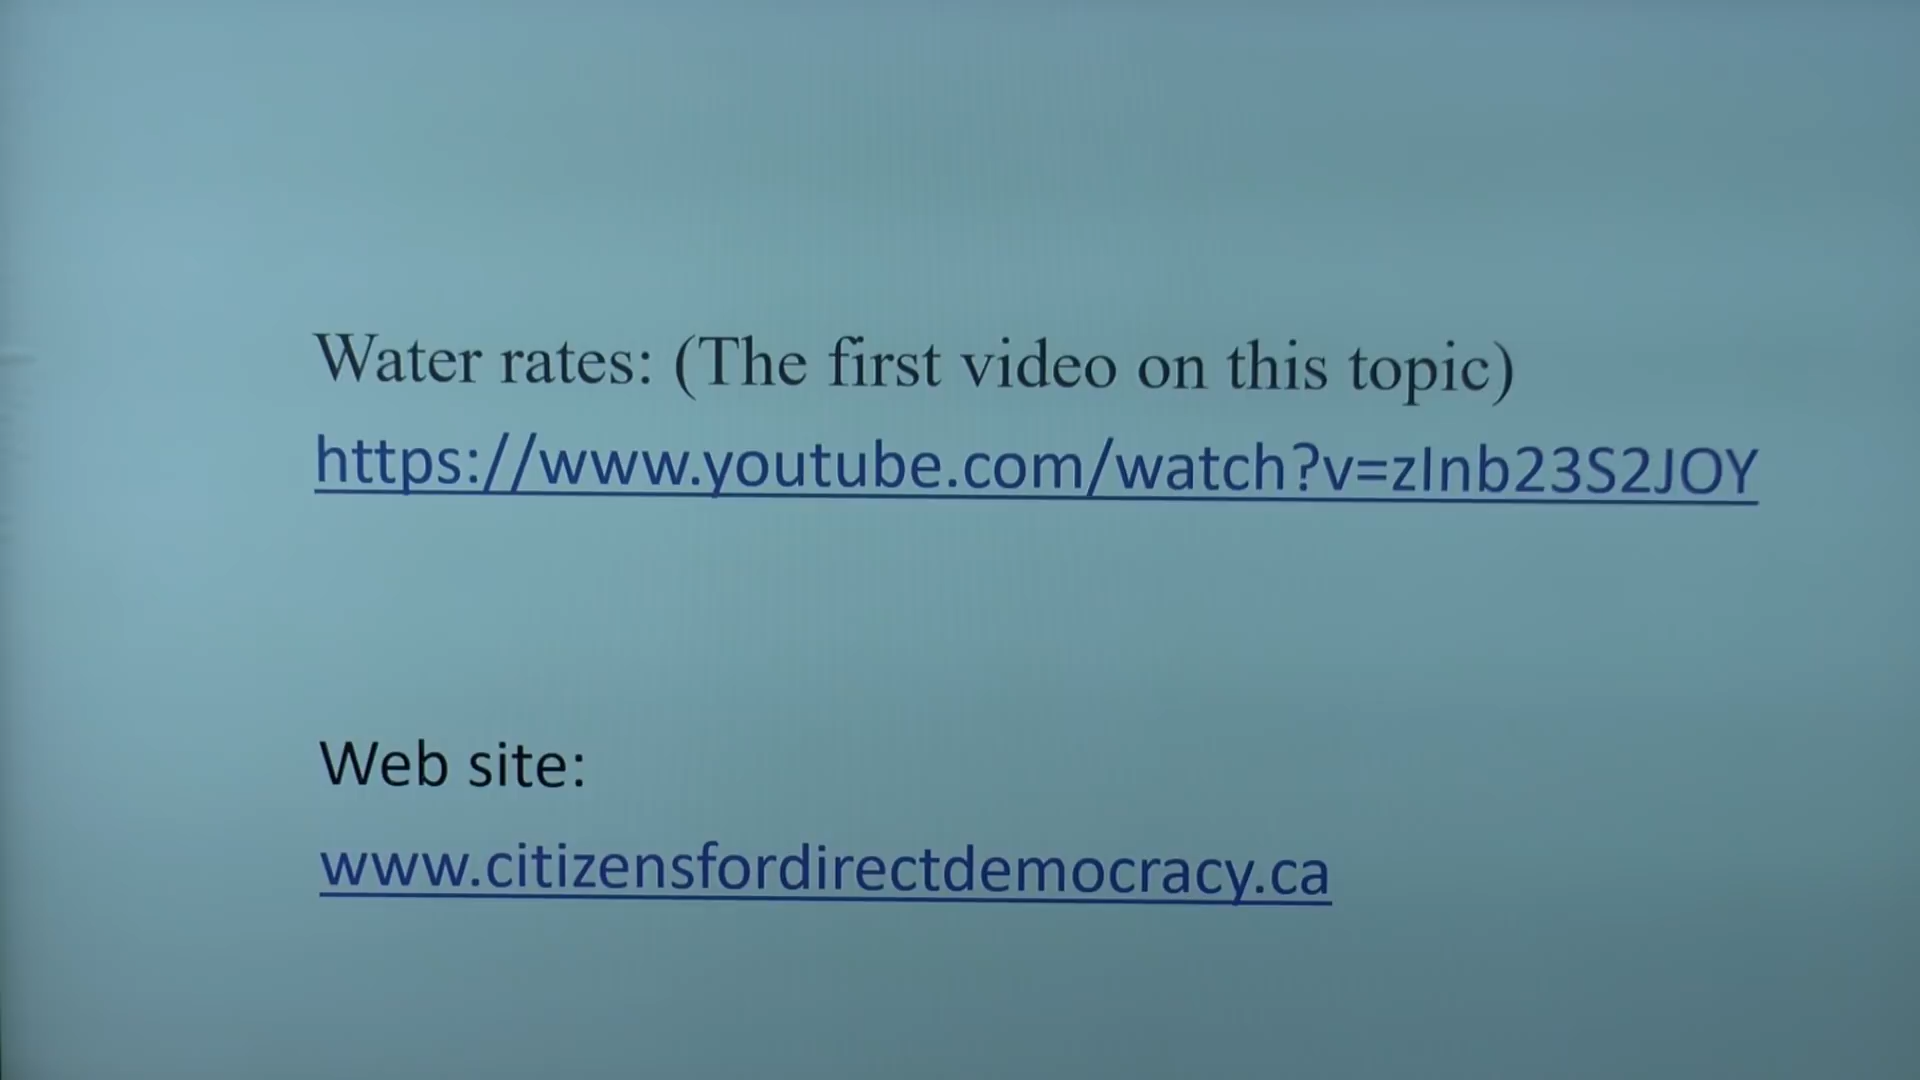 Water rates: (The first video on this topic)
https://www.youtube.com/watch?v=zInb23S2JOY
Web site:
www.citizensfordirectdemocracy.ca